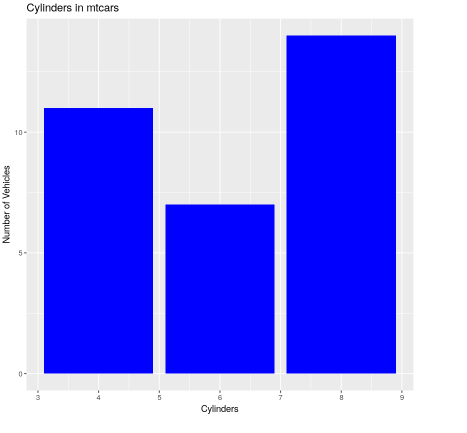 Cylinders in mtcars
Number of Vehicles
10
5
0
3 4 5 6 7 8 9
Cylinders